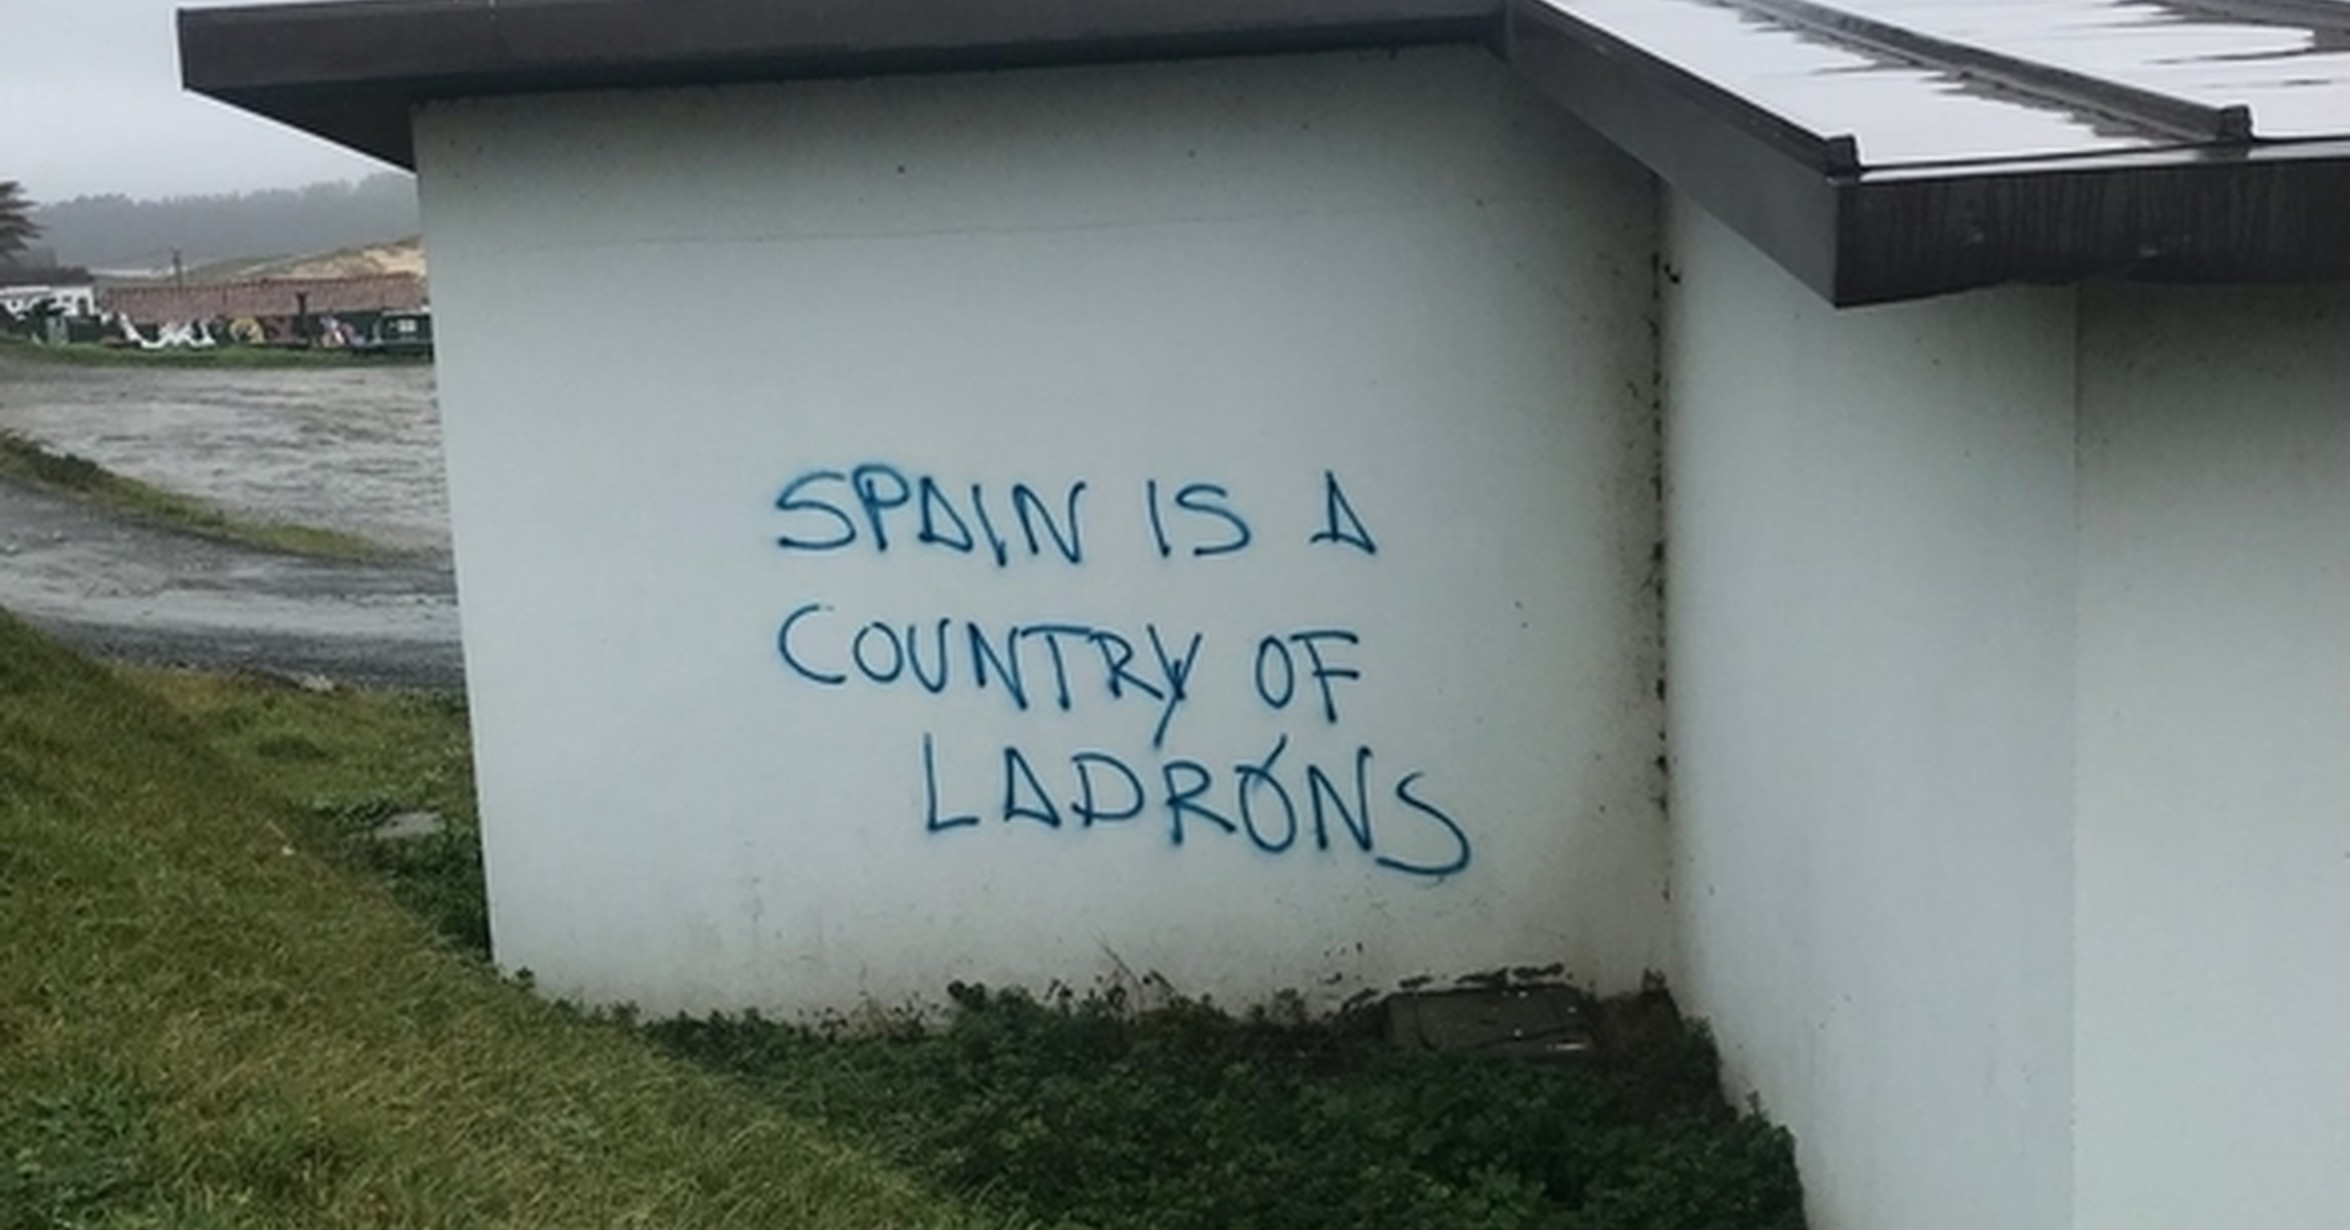 SPAIN IS A
COUNTRY OF
LADRÓNS